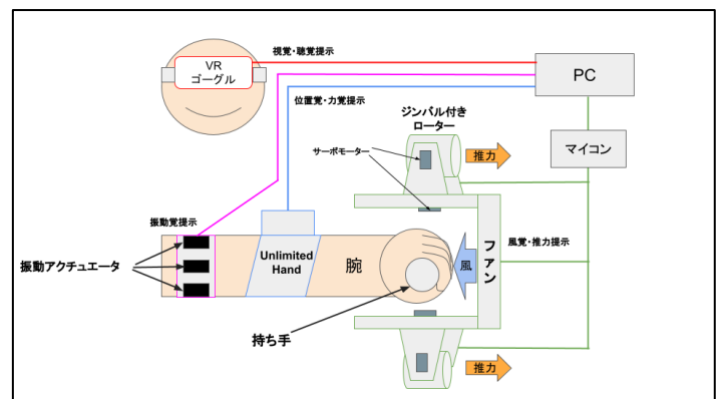 視覚・聴覚提示
VR
ゴーグル
PC
位置覚・力覚提示
ジンバル付き
ローター
サーボモーター
推力
マイコン
振動覚提示
振動アクチュエータ
Unlimited
Hand
腕
風
ファン
風覚・推力提示
持ち手
推力